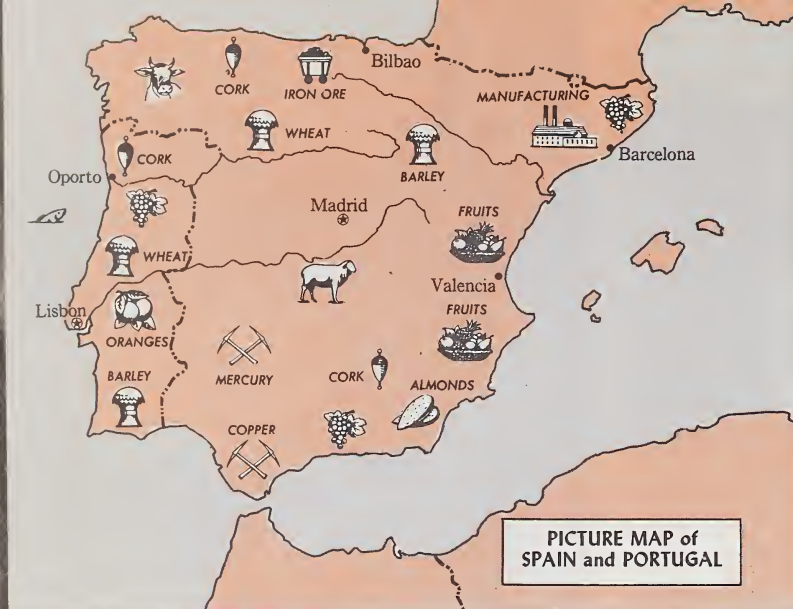 Bilbao
CORK
IRON ORE
MANUFACTURING
WHEAT
CORK
Barcelona
BARLEY
Oporto
Madrid
FRUITS
WHEAT
Valencia
Lisbon
FRUITS
ORANGES
BARLEY
MERCURY
CORK
ALMONDS
COPPER
PICTURE MAP of
SPAIN and PORTUGAL